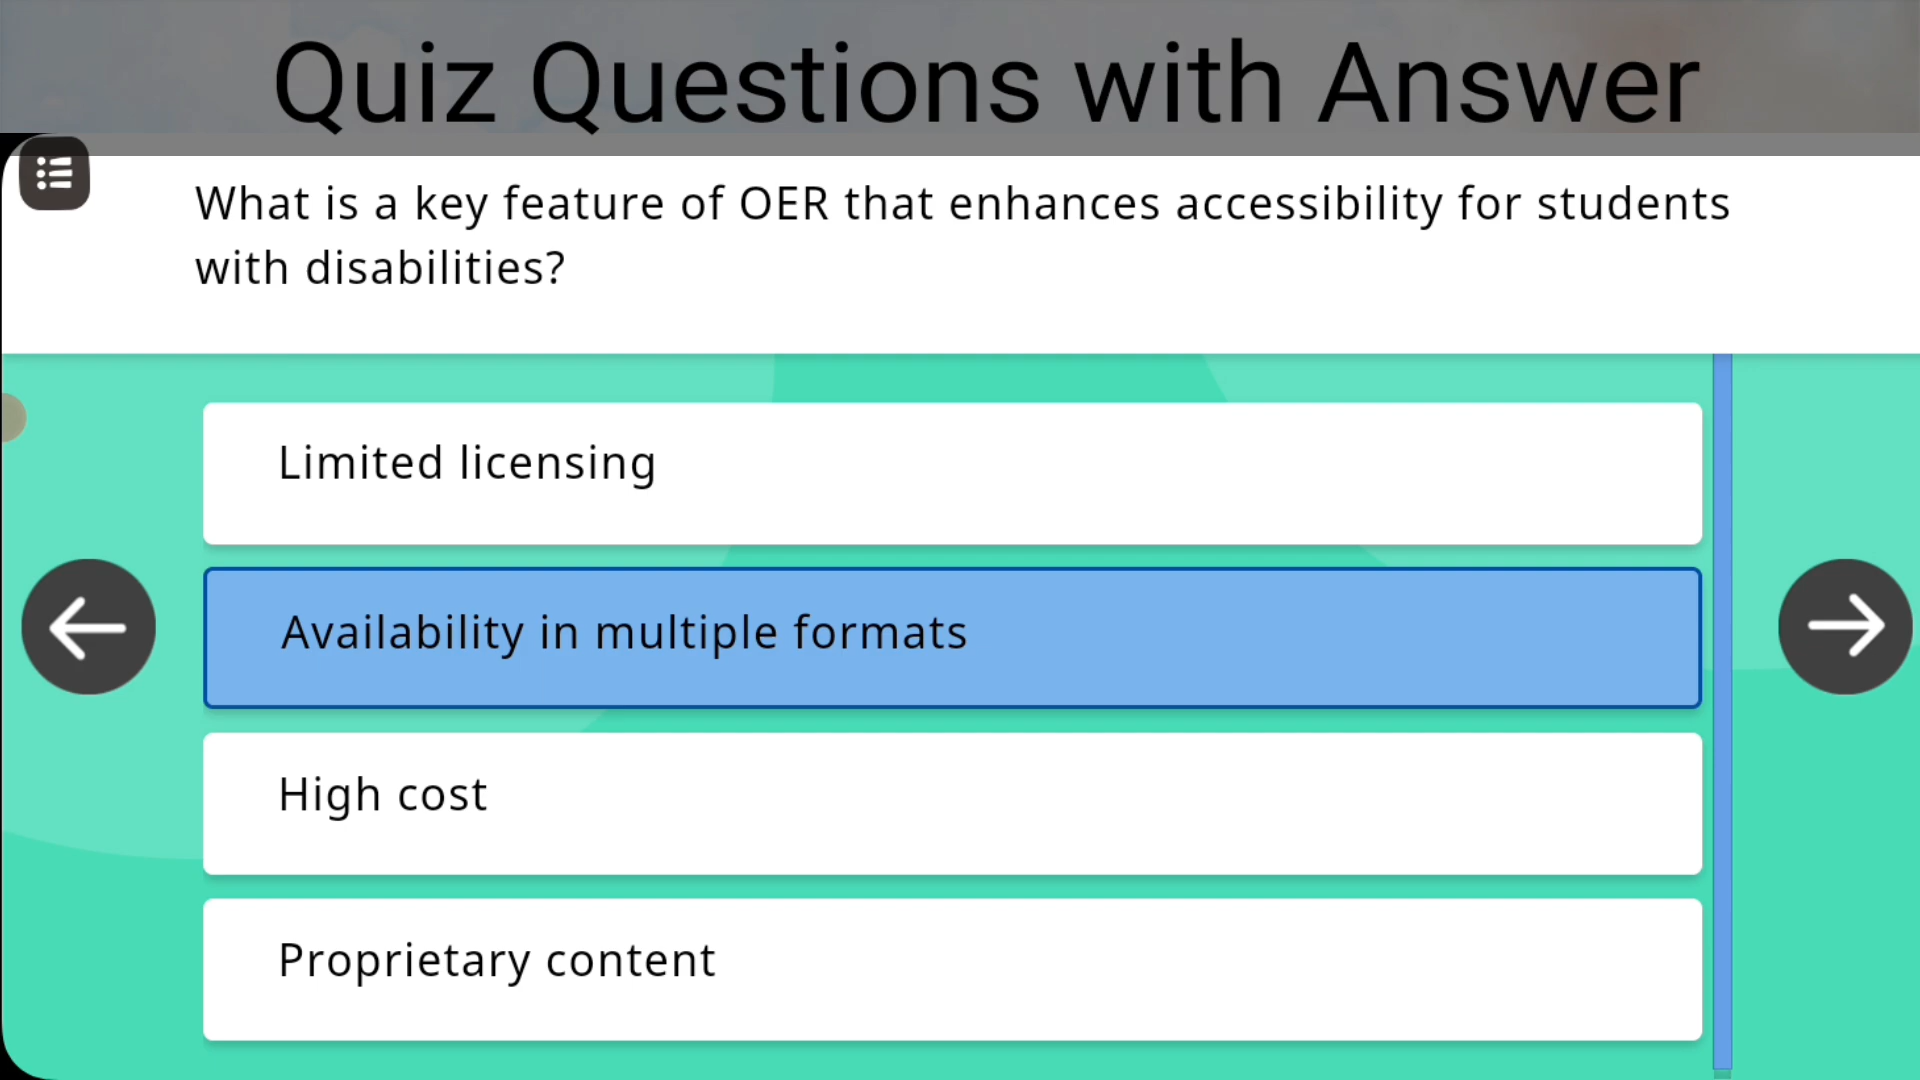 Quiz Questions with Answer
What is a key feature of OER that enhances accessibility for students
with disabilities?
Limited licensing
Availability in multiple formats
High cost
Proprietary content